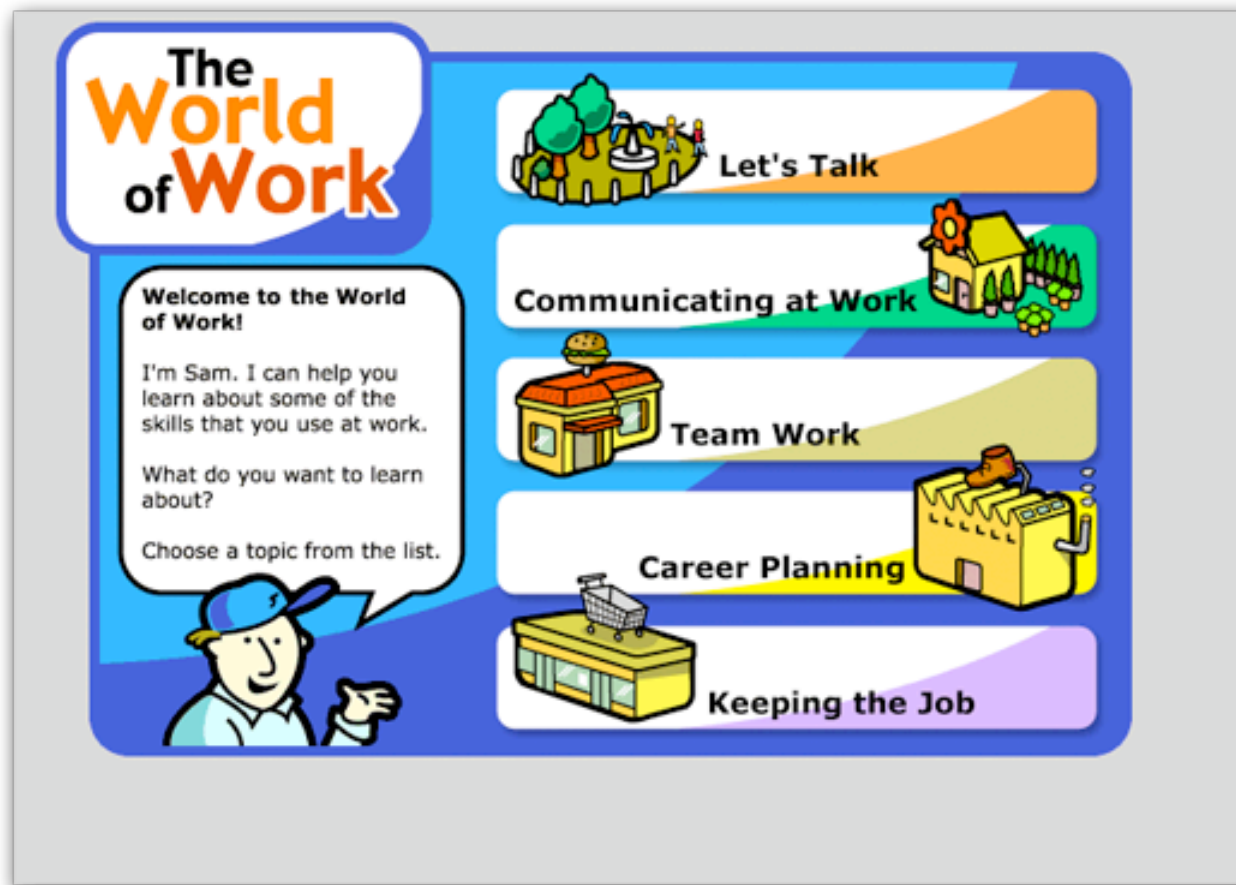 The
World
of Work
Welcome to the World
of Work!
I'm Sam. I can help you
learn about some of the
skills that you use at work.
What do you want to learn
about?
Choose a topic from the list.
Let's Talk
Communicating at Work
Team Work
Career Planning
Keeping the Job